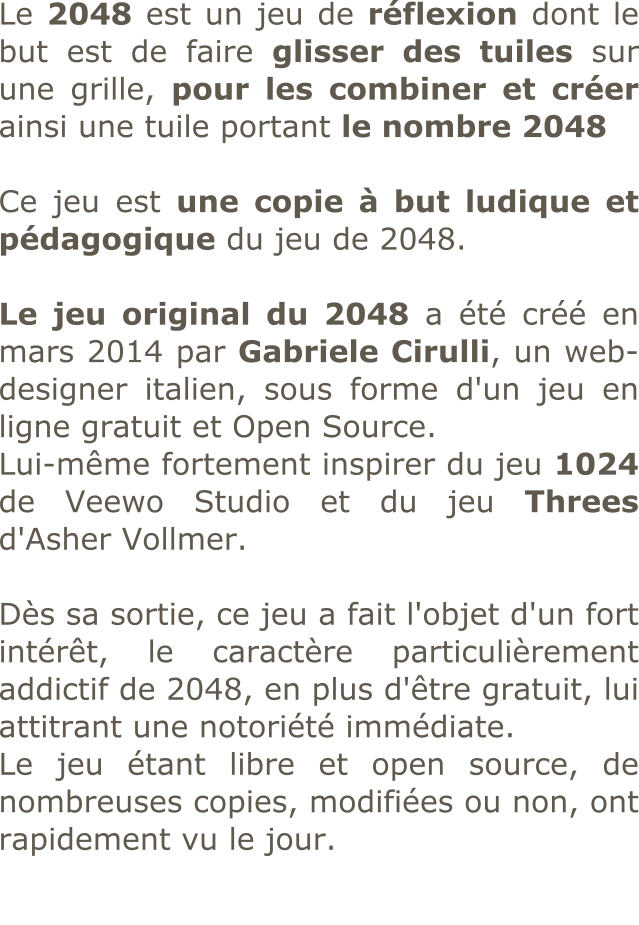 Le 2048 est un jeu de réflexion dont le
but est de faire glisser des tuiles sur
une grille, pour les combiner et créer
ainsi une tuile portant le nombre 2048
Ce jeu est une copie à but ludique et
pédagogique du jeu de 2048.
Le jeu original du 2048 a été créé en
mars 2014 par Gabriele Cirulli, un web-
designer italien, sous forme d'un jeu en
ligne gratuit et Open Source.
Lui-même fortement inspirer du jeu 1024
de Veewo Studio et du jeu Threes
d'Asher Vollmer.
Dès sa sortie, ce jeu a fait l'objet d'un fort
intérêt, le caractère particulièrement
addictif de 2048, en plus d'être gratuit, lui
attitrant une notoriété immédiate.
Le jeu étant libre et open source, de
nombreuses copies, modifiées ou non, ont
rapidement vu le jour.